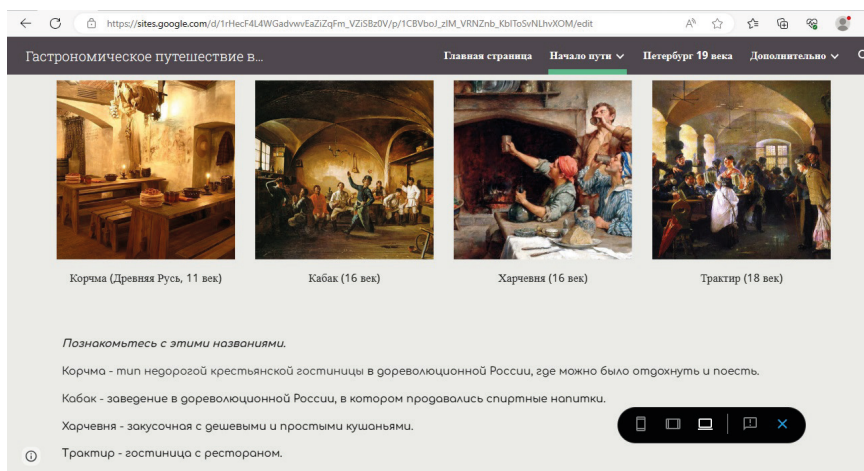 https://sites.google.com/d/1rHecF4L4WGadvwvEaZiZqFm_VZiSBz0V/p/1CBVboJ_zIM_VRNZnb_KbIToSvNLhvXOM/edit
Гастрономическое путешествие в...
Главная страница Начало пути Петербург 19 века Дополнительно
Корчма (Древняя Русь, 11 век) Кабак (16 век) Харчевня (16 век) Трактир (18 век)
Познакомьтесь с этими названиями.
Корчма - тип недорогой крестьянской гостиницы в дореволюционной России, где можно было отдохнуть и поесть.
Кабак - заведение в дореволюционной России, в котором продавались спиртные напитки.
Харчевня - закусочная с дешевыми и простыми кушаньями.
Трактир - гостиница с рестораном.